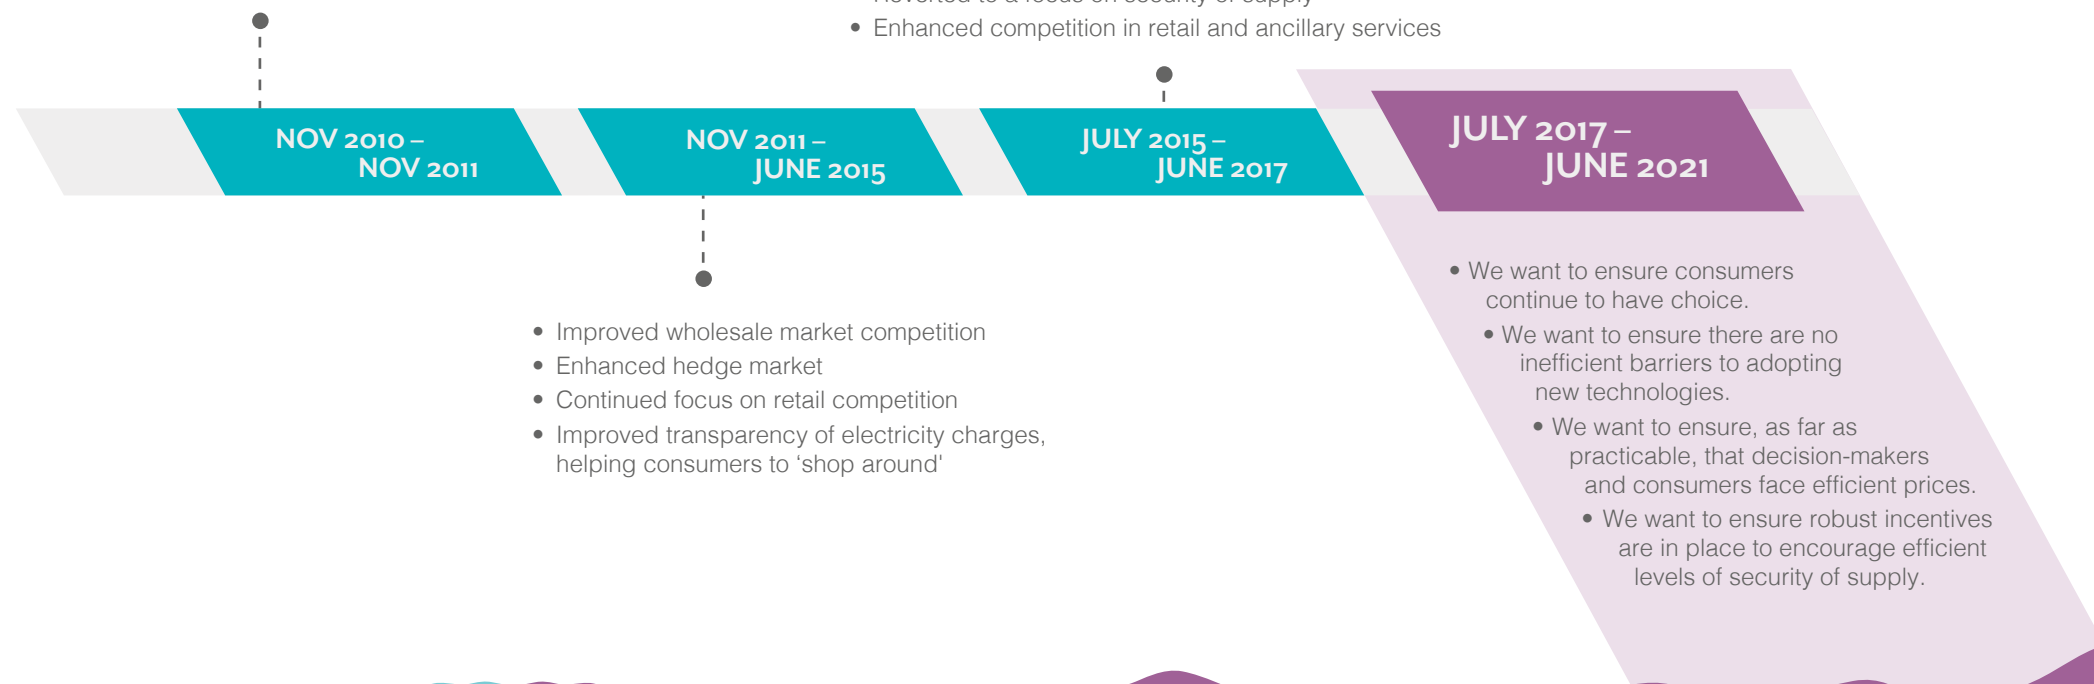 • Enhanced competition in retail and ancillary services
NOV 2010 –
NOV 2011
NOV 2011 –
JUNE 2015
JULY 2015 –
JUNE 2017
JULY 2017 –
JUNE 2021
• Improved wholesale market competition
• Enhanced hedge market
• Continued focus on retail competition
• Improved transparency of electricity charges,
helping consumers to ‘shop around'
• We want to ensure consumers
continue to have choice.
• We want to ensure there are no
inefficient barriers to adopting
new technologies.
• We want to ensure, as far as
practicable, that decision-makers
and consumers face efficient prices.
• We want to ensure robust incentives
are in place to encourage efficient
levels of security of supply.